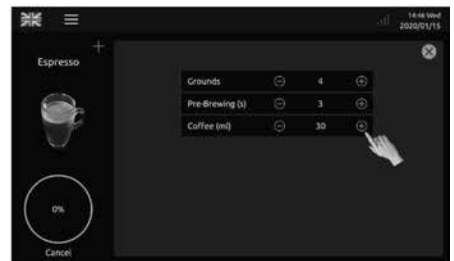 14:46 Wed
2020/01/15
Espresso
Grounds 4
Pre-Brewing (s) 3
Coffee (ml) 30
0%
Cancel